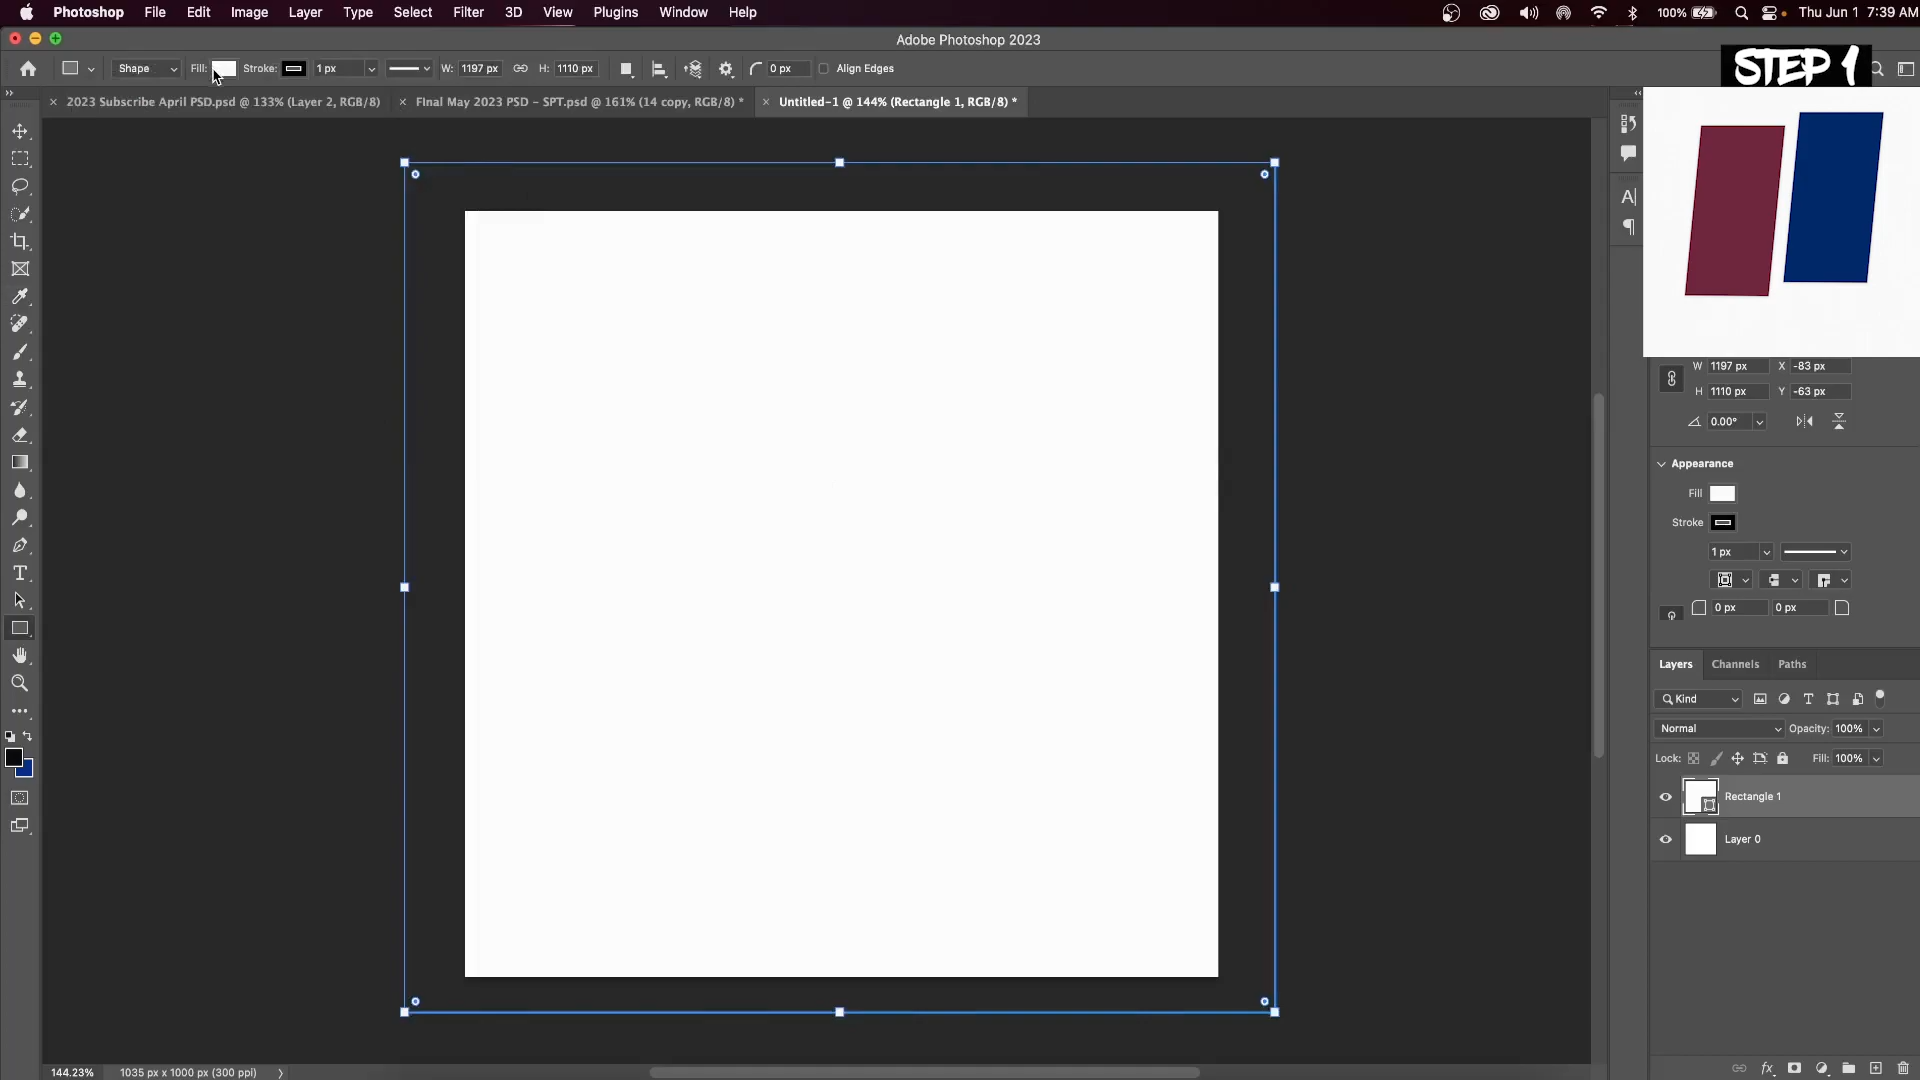 Photoshop File Edit Image Layer Type Select Filter 3D View Plugins Window Help 100% Thu Jun 1 7:39 AM
Adobe Photoshop 2023
Shape Fill: Stroke: 1 px W: 1197 px H: 1110 px 0 px Align Edges
STEP 1
2023 Subscribe April PSD.psd @ 133% (Layer 2, RGB/8) FInal May 2023 PSD - SPT.psd @ 161% (14 copy, RGB/8) * Untitled-1 @ 144% (Rectangle 1, RGB/8) *
W 1197 px X -83 px
H 1110 px Y -63 px
0.00°
Appearance
Fill
Stroke
1 px
0 px 0 px
Layers Channels Paths
Kind
Normal Opacity: 100%
Lock: Fill: 100%
Rectangle 1
Layer 0
144.23% 1035 px x 1000 px (300 ppi)